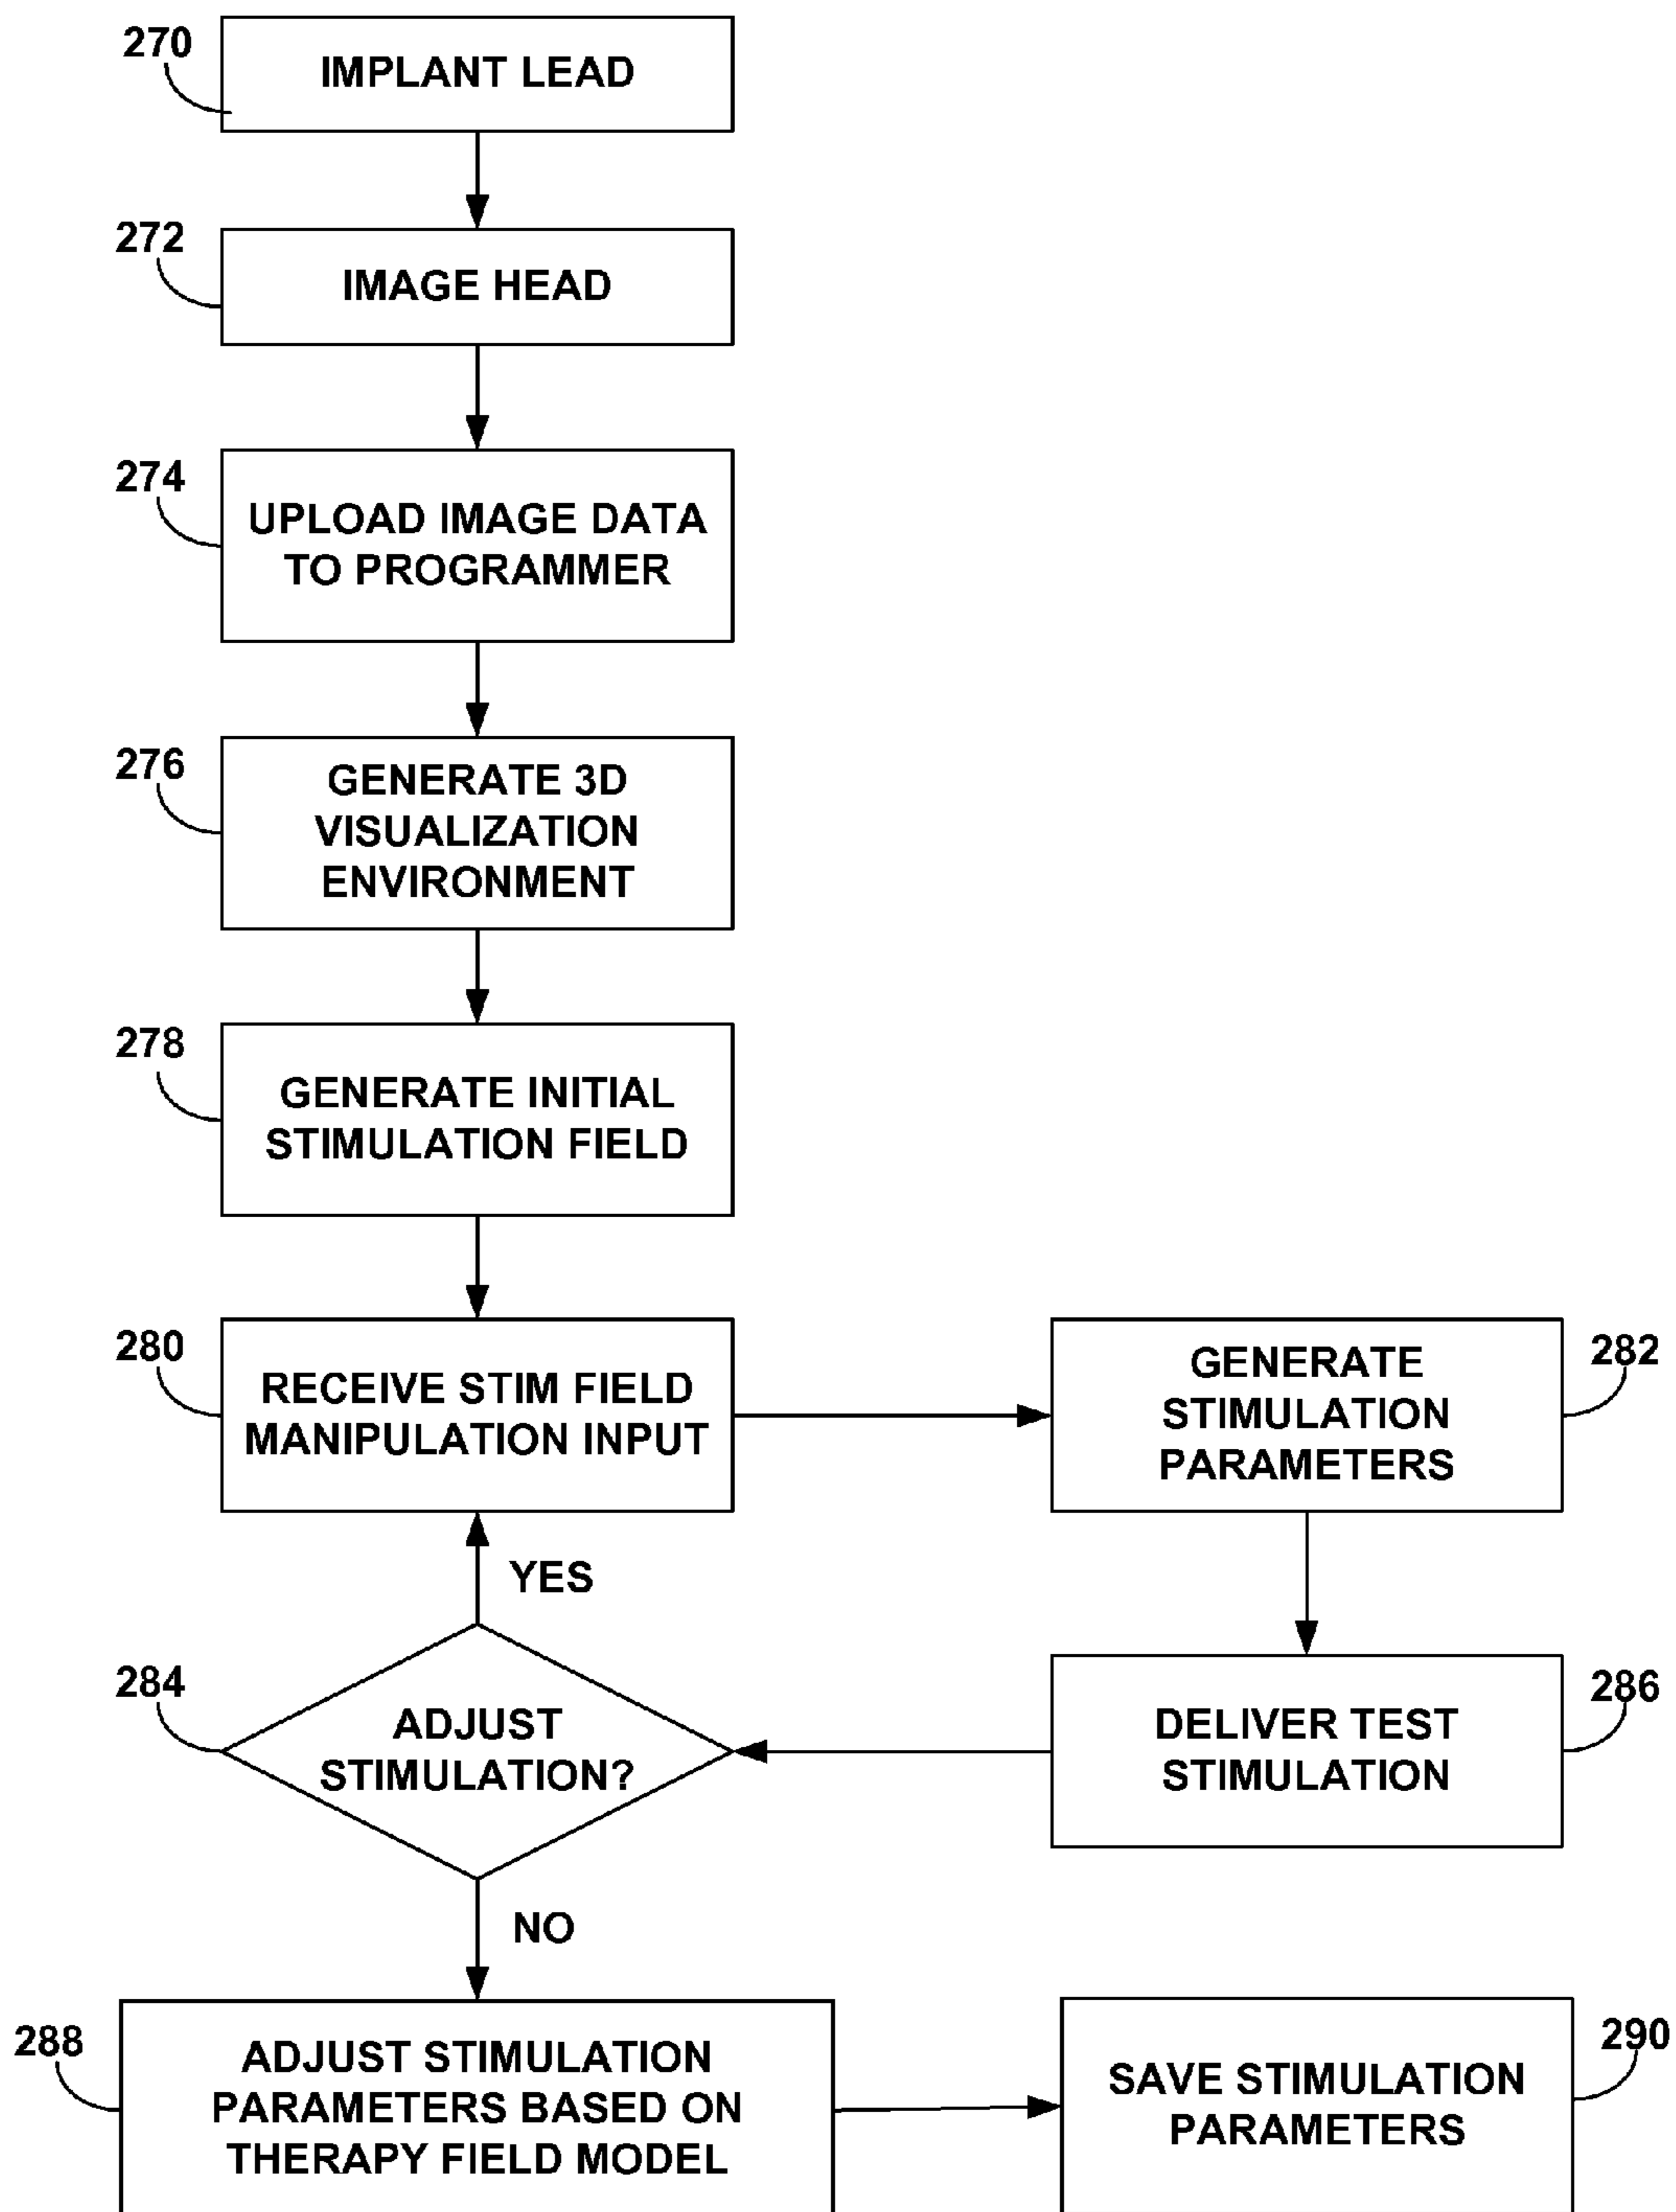 270
IMPLANT LEAD
272
IMAGE HEAD
274
UPLOAD IMAGE DATA
TO PROGRAMMER
276
GENERATE 3D
VISUALIZATION
ENVIRONMENT
278
GENERATE INITIAL
STIMULATION FIELD
280
RECEIVE STIM FIELD
MANIPULATION INPUT
GENERATE
STIMULATION
PARAMETERS
282
YES
284
ADJUST
STIMULATION?
DELIVER TEST
STIMULATION
286
NO
288
ADJUST STIMULATION
PARAMETERS BASED ON
THERAPY FIELD MODEL
SAVE STIMULATION
PARAMETERS
290